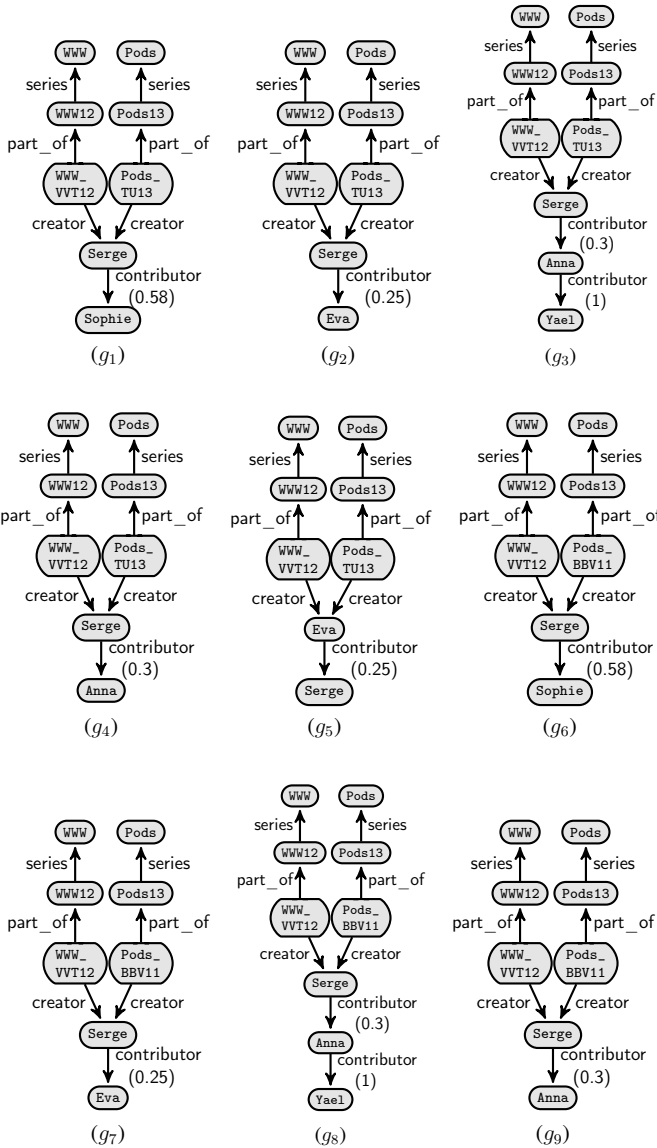 WWW Pods
series series
WWW12 Pods13
part_of part_of
WWW_ Pods_
VVT12 TU13
creator creator
Serge
contributor
(0.58)
Sophie
(g1)
WWW Pods
series series
WWW12 Pods13
part_of part_of
WWW_ Pods_
VVT12 TU13
creator creator
Serge
contributor
(0.25)
Eva
(g2)
WWW Pods
series series
WWW12 Pods13
part_of part_of
WWW_ Pods_
VVT12 TU13
creator creator
Serge
contributor
(0.3)
Anna
contributor
(1)
Yael
(g3)
WWW Pods
series series
WWW12 Pods13
part_of part_of
WWW_ Pods_
VVT12 TU13
creator creator
Serge
contributor
(0.3)
Anna
(g4)
WWW Pods
series series
WWW12 Pods13
part_of part_of
WWW_ Pods_
VVT12 TU13
creator creator
Eva
contributor
(0.25)
Serge
(g5)
WWW Pods
series series
WWW12 Pods13
part_of part_of
WWW_ Pods_
VVT12 BBV11
creator creator
Serge
contributor
(0.58)
Sophie
(g6)
WWW Pods
series series
WWW12 Pods13
part_of part_of
WWW_ Pods_
VVT12 BBV11
creator creator
Serge
contributor
(0.25)
Eva
(g7)
WWW Pods
series series
WWW12 Pods13
part_of part_of
WWW_ Pods_
VVT12 BBV11
creator creator
Serge
contributor
(0.3)
Anna
contributor
(1)
Yael
(g8)
WWW Pods
series series
WWW12 Pods13
part_of part_of
WWW_ Pods_
VVT12 BBV11
creator creator
Serge
contributor
(0.3)
Anna
(g9)